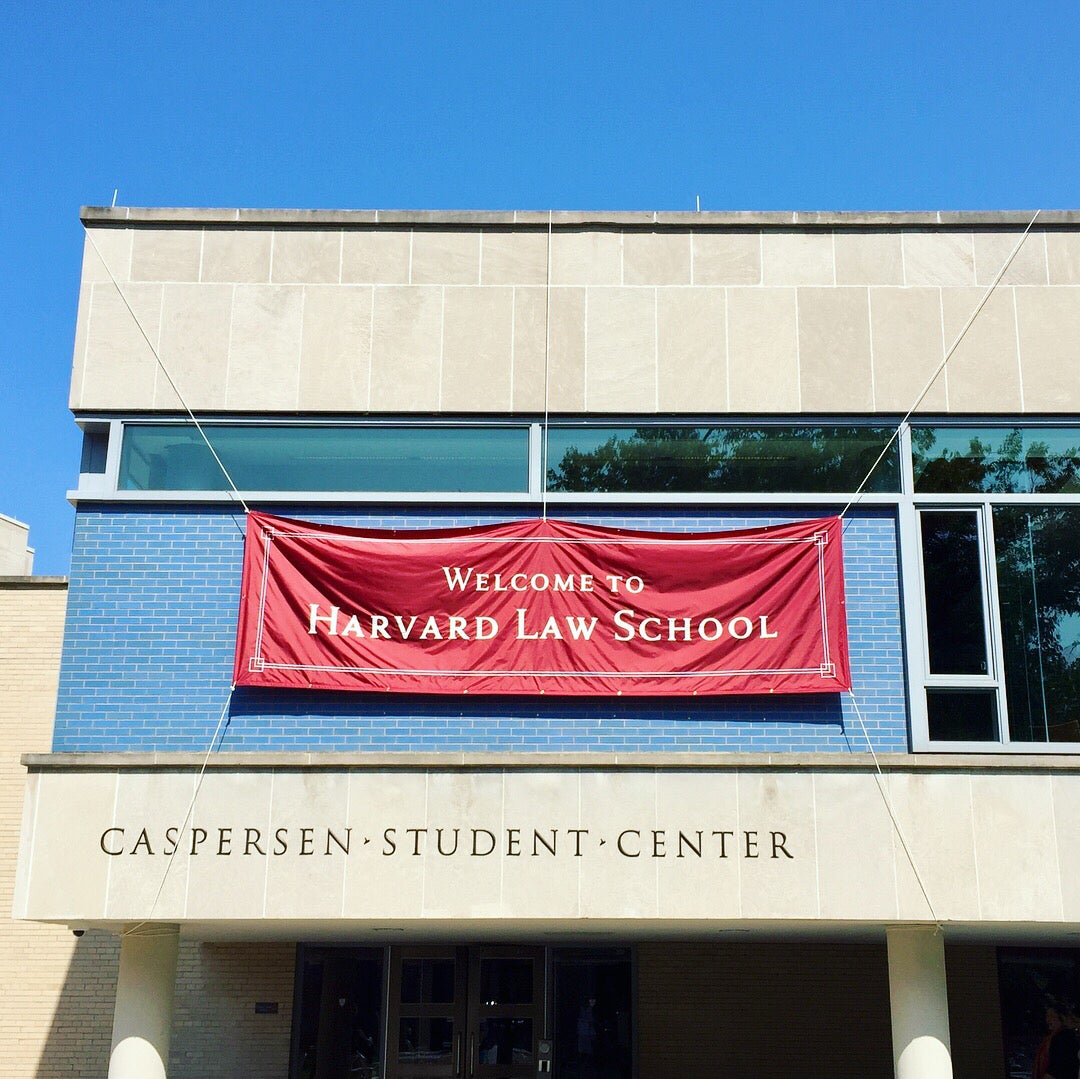 WELCOME TO
HARVARD LAW SCHOOL
CASPERSEN · STUDENT · CENTER